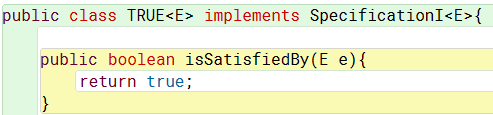 public class TRUE<E> implements SpecificationI<E>{
public boolean isSatisfiedBy(E e){
return true;
}